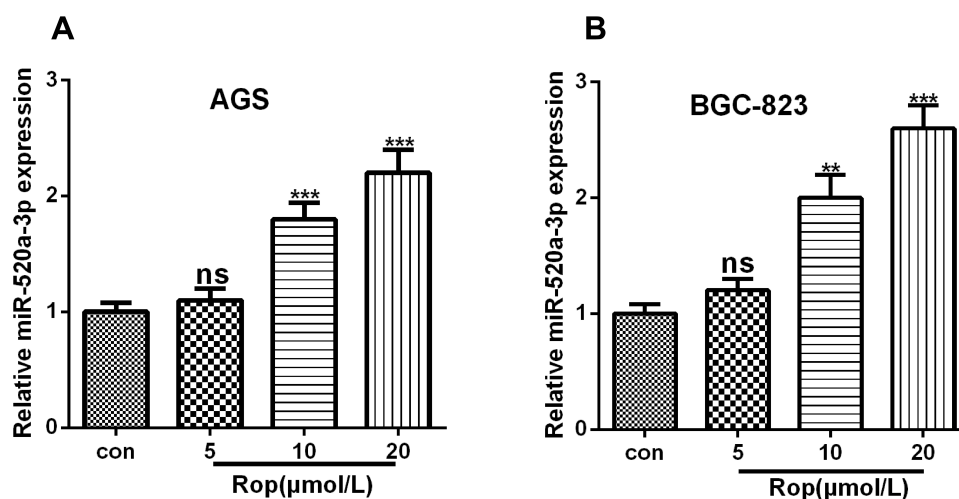 A
AGS
Relative miR-520a-3p expression
3
2
1
0
ns
***
***
con
5
10
20
Rop(μmol/L)
B
BGC-823
Relative miR-520a-3p expression
3
2
1
0
ns
**
***
con
5
10
20
Rop(μmol/L)